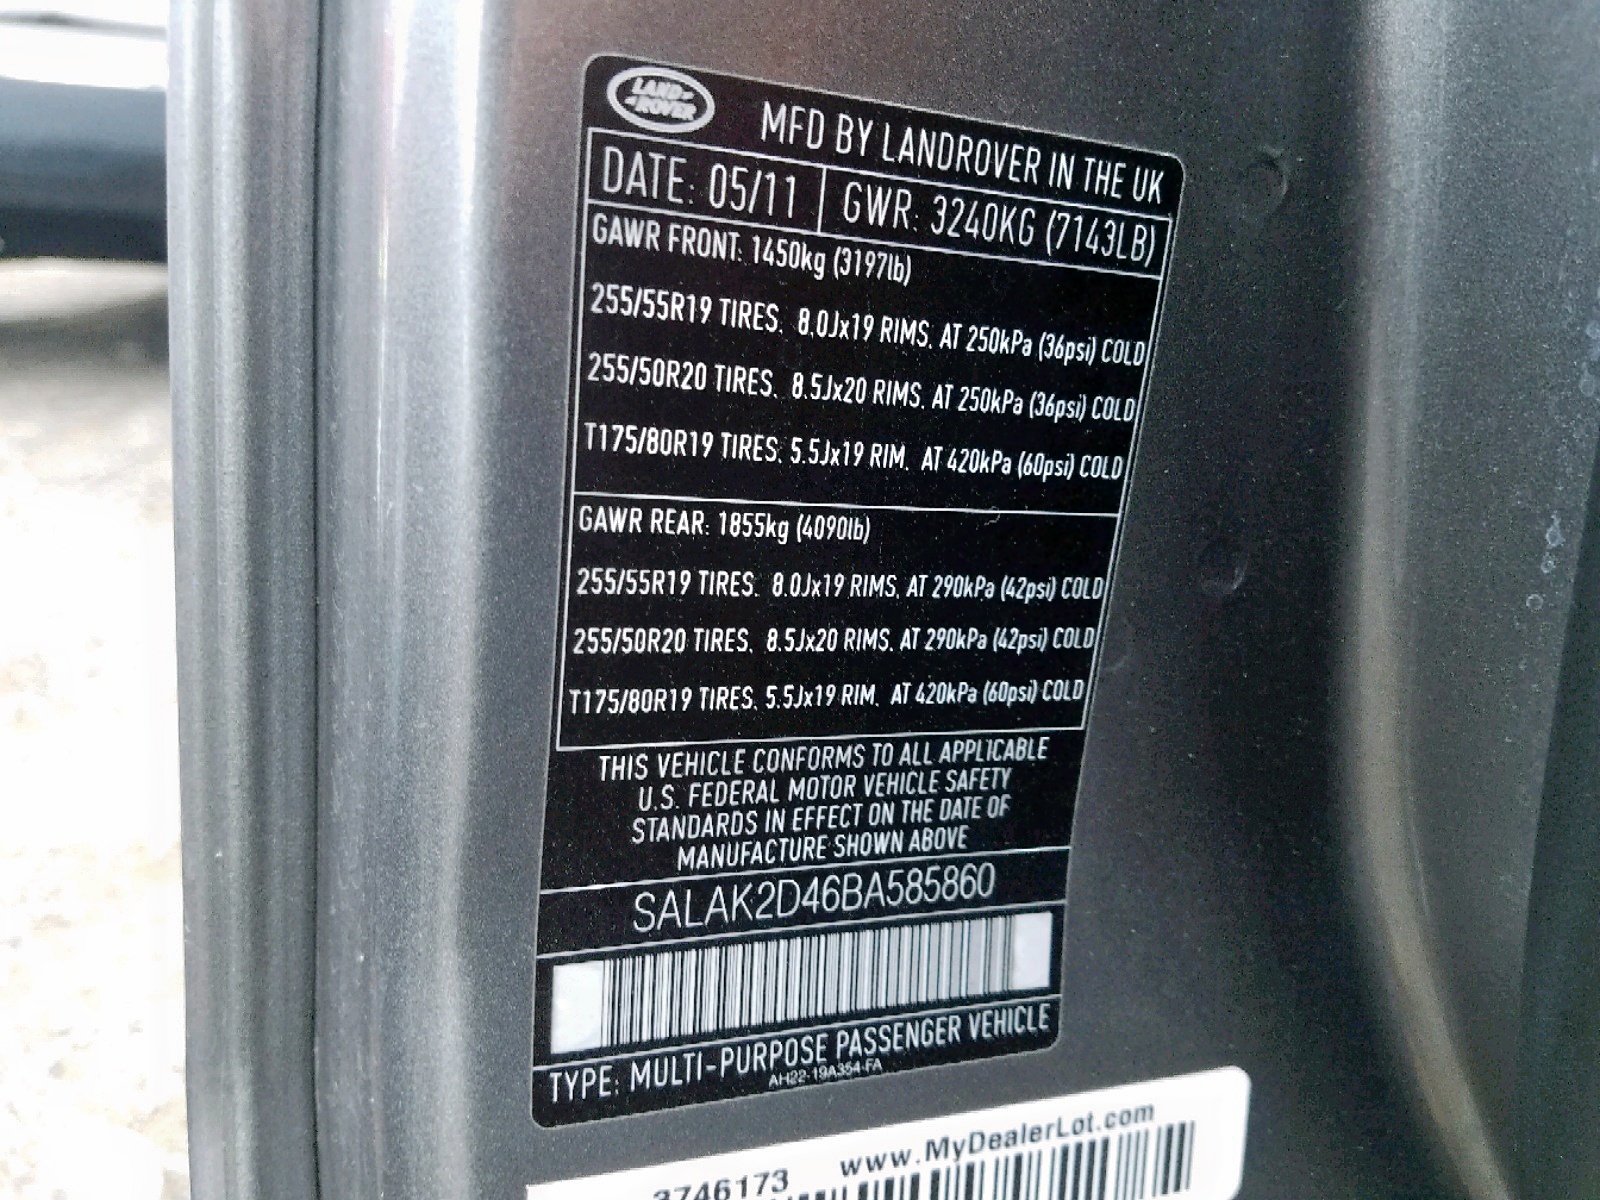 LAND ROVER
MFD BY LANDROVER IN THE UK
DATE: 05/11 GWR: 3240KG (7143LB)
GAWR FRONT: 1450kg (3197lb)
255/55R19 TIRES. 8.0Jx19 RIMS. AT 250kPa (36psi) COLD
255/50R20 TIRES. 8.5Jx20 RIMS. AT 250kPa (36psi) COLD
T175/80R19 TIRES. 5.5Jx19 RIM. AT 420kPa (60psi) COLD
GAWR REAR: 1855kg (4090lb)
255/55R19 TIRES. 8.0Jx19 RIMS. AT 290kPa (42psi) COLD
255/50R20 TIRES. 8.5Jx20 RIMS. AT 290kPa (42psi) COLD
T175/80R19 TIRES. 5.5Jx19 RIM. AT 420kPa (60psi) COLD
THIS VEHICLE CONFORMS TO ALL APPLICABLE
U.S. FEDERAL MOTOR VEHICLE SAFETY
STANDARDS IN EFFECT ON THE DATE OF
MANUFACTURE SHOWN ABOVE
SALAK2D46BA585860
TYPE: MULTI-PURPOSE PASSENGER VEHICLE
AH22-19A354-FA
3746173 www.MyDealerLot.com